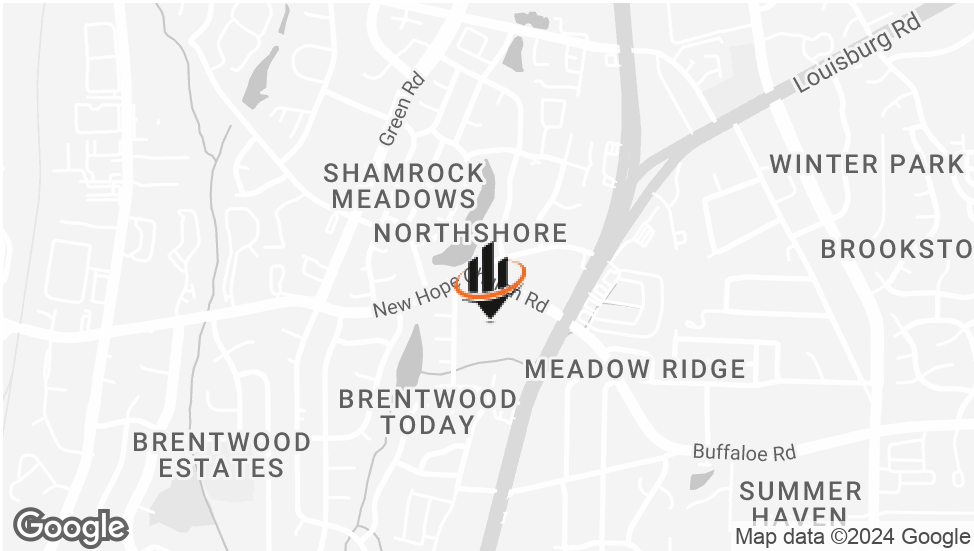 Louisburg Rd
Green Rd
SHAMROCK
MEADOWS
WINTER PARK
NORTHSHORE
BROOKSTO
New Hope Church Rd
MEADOW RIDGE
BRENTWOOD
TODAY
BRENTWOOD
ESTATES
Buffaloe Rd
SUMMER
HAVEN
Google
Map data ©2024 Google